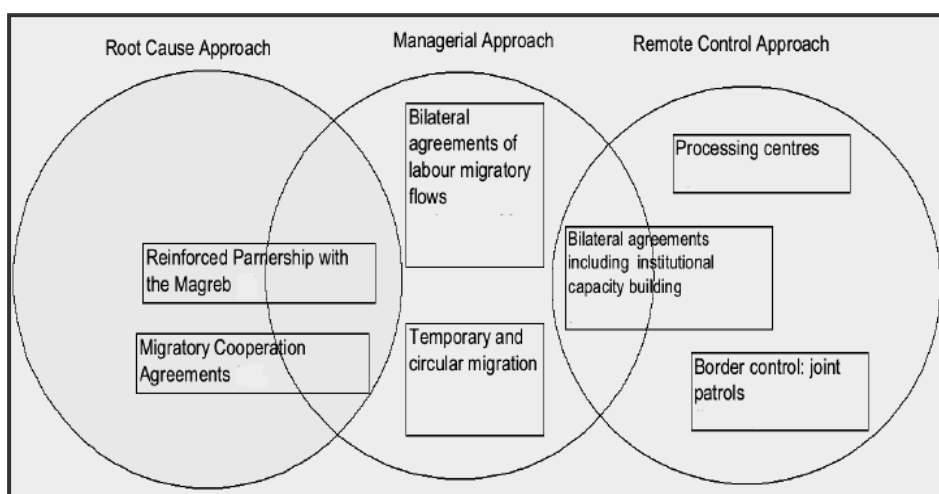 Root Cause Approach
Managerial Approach
Remote Control Approach
Bilateral
agreements of
labour migratory
flows
Processing centres
Reinforced Parnership with
the Magreb
Bilateral agreements
including institutional
capacity building
Migratory Cooperation
Agreements
Temporary and
circular migration
Border control: joint
patrols